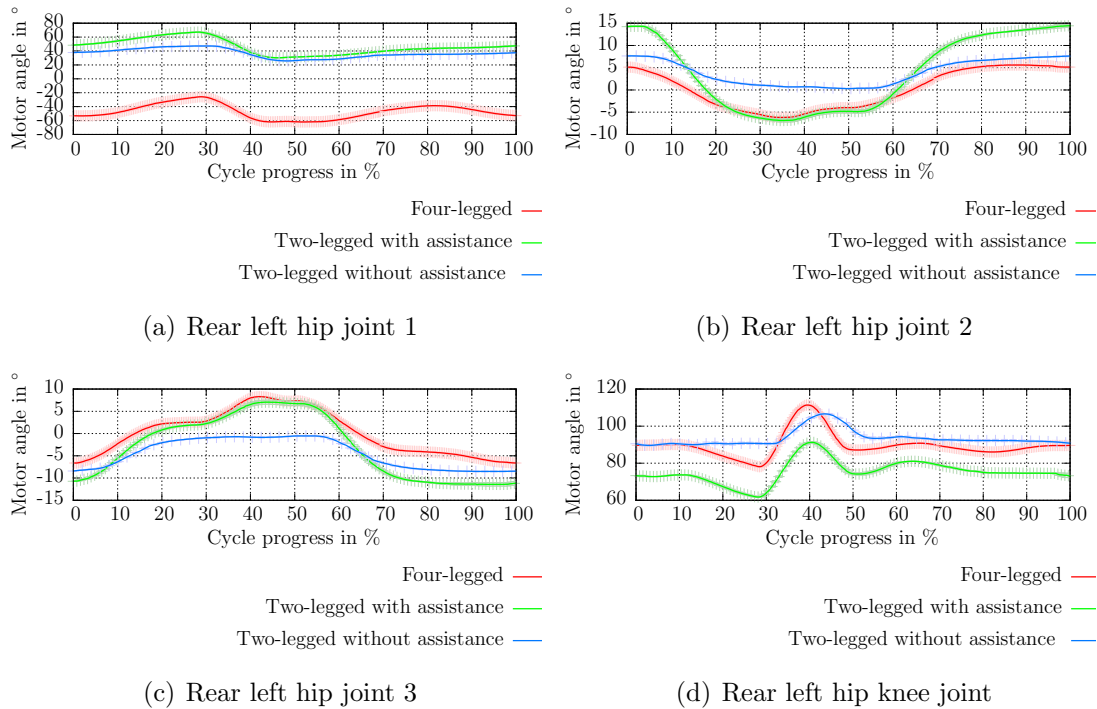 Motor angle in °
80
60
40
20
0
-20
-40
-60
-80
0 10 20 30 40 50 60 70 80 90 100
Cycle progress in %
Four-legged
Two-legged with assistance
Two-legged without assistance
(a) Rear left hip joint 1
Motor angle in °
15
10
5
0
-5
-10
0 10 20 30 40 50 60 70 80 90 100
Cycle progress in %
Four-legged
Two-legged with assistance
Two-legged without assistance
(b) Rear left hip joint 2
Motor angle in °
10
5
0
-5
-10
-15
0 10 20 30 40 50 60 70 80 90 100
Cycle progress in %
Four-legged
Two-legged with assistance
Two-legged without assistance
(c) Rear left hip joint 3
Motor angle in °
120
100
80
60
0 10 20 30 40 50 60 70 80 90 100
Cycle progress in %
Four-legged
Two-legged with assistance
Two-legged without assistance
(d) Rear left hip knee joint